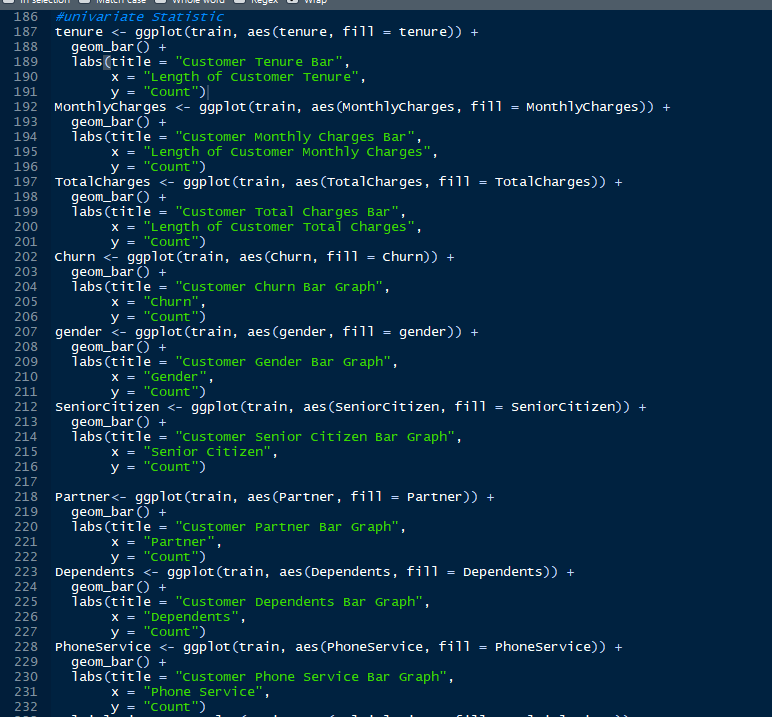 In selection Match case Whole word Regex Wrap
186 #univariate Statistic
187 tenure <- ggplot(train, aes(tenure, fill = tenure)) +
188 geom_bar() +
189 labs(title = "Customer Tenure Bar",
190 x = "Length of Customer Tenure",
191 y = "Count")
192 MonthlyCharges <- ggplot(train, aes(MonthlyCharges, fill = MonthlyCharges)) +
193 geom_bar() +
194 labs(title = "Customer Monthly Charges Bar",
195 x = "Length of Customer Monthly Charges",
196 y = "Count")
197 TotalCharges <- ggplot(train, aes(TotalCharges, fill = TotalCharges)) +
198 geom_bar() +
199 labs(title = "Customer Total Charges Bar",
200 x = "Length of Customer Total Charges",
201 y = "Count")
202 Churn <- ggplot(train, aes(Churn, fill = Churn)) +
203 geom_bar() +
204 labs(title = "Customer Churn Bar Graph",
205 x = "Churn",
206 y = "Count")
207 gender <- ggplot(train, aes(gender, fill = gender)) +
208 geom_bar() +
209 labs(title = "Customer Gender Bar Graph",
210 x = "Gender",
211 y = "Count")
212 SeniorCitizen <- ggplot(train, aes(SeniorCitizen, fill = SeniorCitizen)) +
213 geom_bar() +
214 labs(title = "Customer Senior Citizen Bar Graph",
215 x = "Senior Citizen",
216 y = "Count")
217
218 Partner<- ggplot(train, aes(Partner, fill = Partner)) +
219 geom_bar() +
220 labs(title = "Customer Partner Bar Graph",
221 x = "Partner",
222 y = "Count")
223 Dependents <- ggplot(train, aes(Dependents, fill = Dependents)) +
224 geom_bar() +
225 labs(title = "Customer Dependents Bar Graph",
226 x = "Dependents",
227 y = "Count")
228 PhoneService <- ggplot(train, aes(PhoneService, fill = PhoneService)) +
229 geom_bar() +
230 labs(title = "Customer Phone Service Bar Graph",
231 x = "Phone Service",
232 y = "Count")